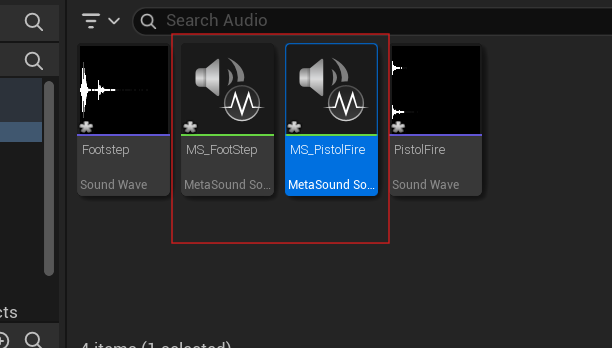 Search Audio
Footstep
Sound Wave
MS_FootStep
MetaSound So...
MS_PistolFire
MetaSound So...
PistolFire
Sound Wave
cts
4 items (1 selected)